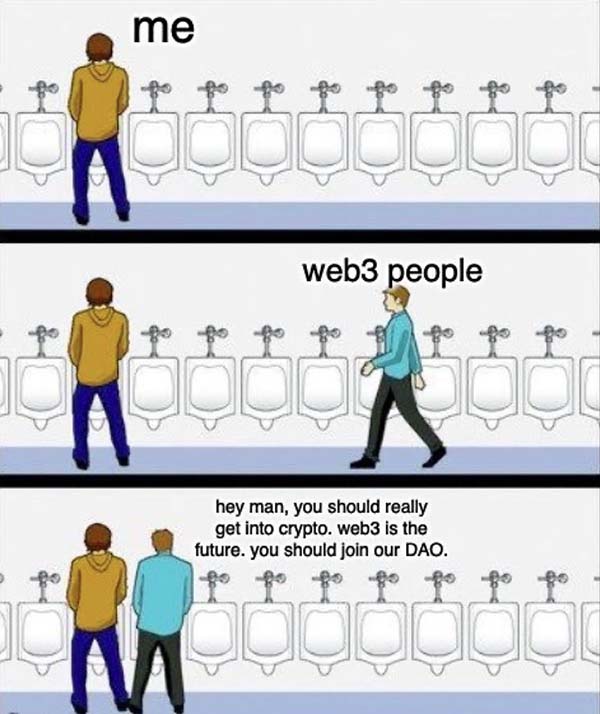 me
web3 people
hey man, you should really
get into crypto. web3 is the
future. you should join our DAO.